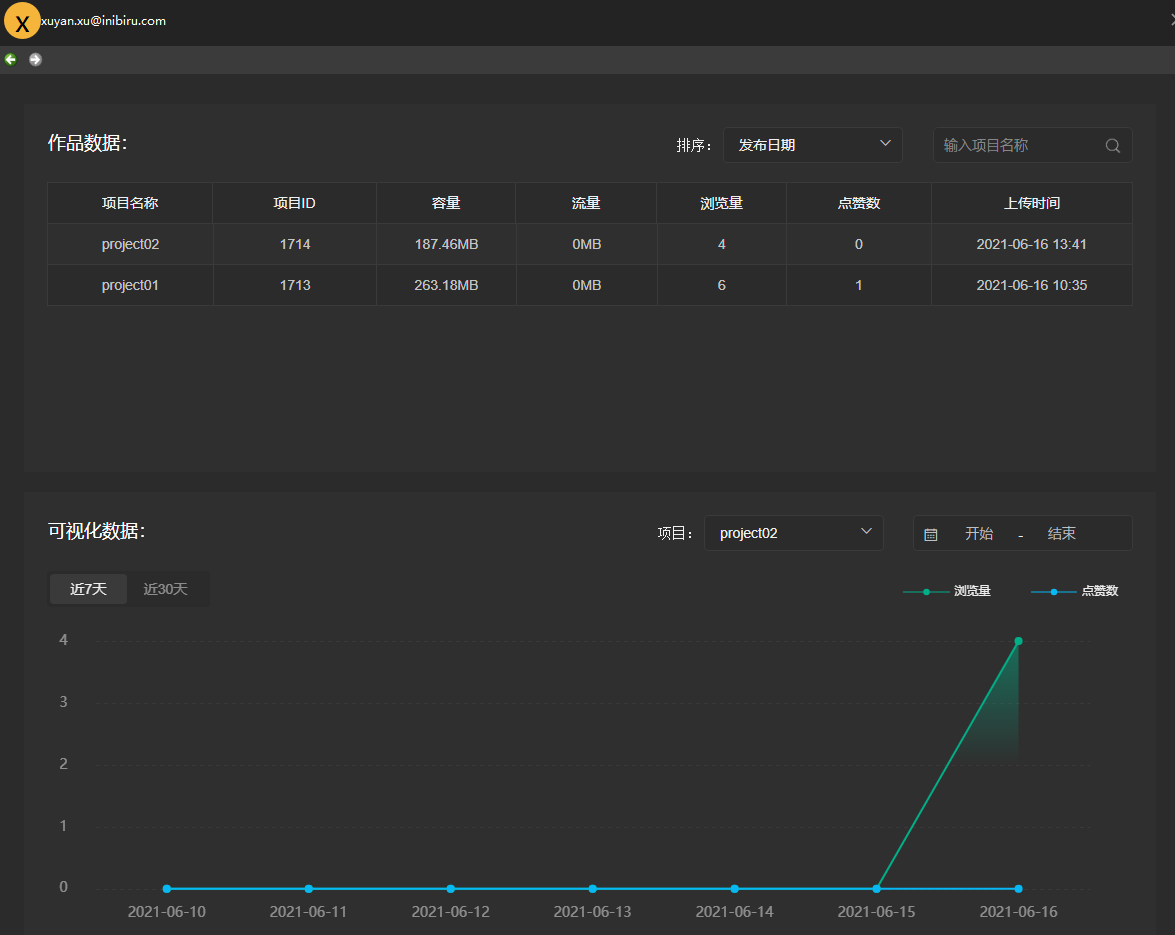 X xuyan.xu@inibiru.com
作品数据：
排序： 发布日期 输入项目名称
项目名称 项目ID 容量 流量 浏览量 点赞数 上传时间
project02 1714 187.46MB 0MB 4 0 2021-06-16 13:41
project01 1713 263.18MB 0MB 6 1 2021-06-16 10:35
可视化数据：
项目： project02 开始 - 结束
近7天 近30天 浏览量 点赞数
4
3
2
1
0
2021-06-10 2021-06-11 2021-06-12 2021-06-13 2021-06-14 2021-06-15 2021-06-16